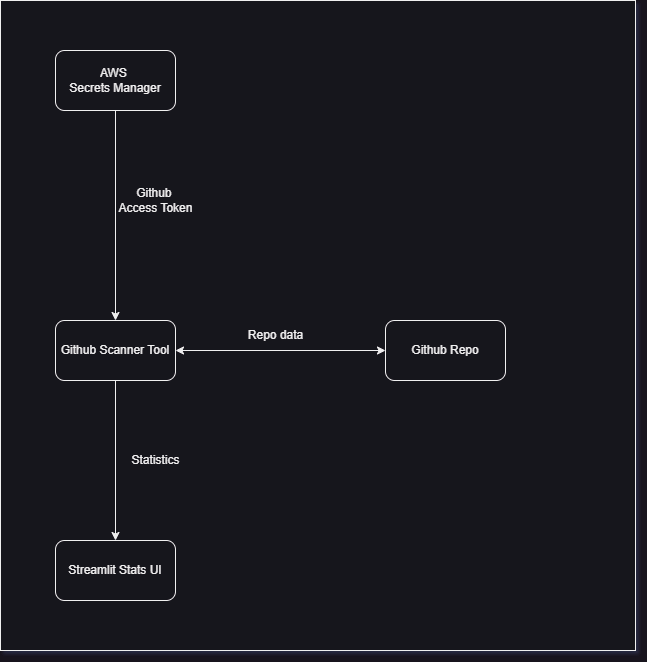 AWS
Secrets Manager
Github
Access Token
Github Scanner Tool
Repo data
Github Repo
Statistics
Streamlit Stats UI